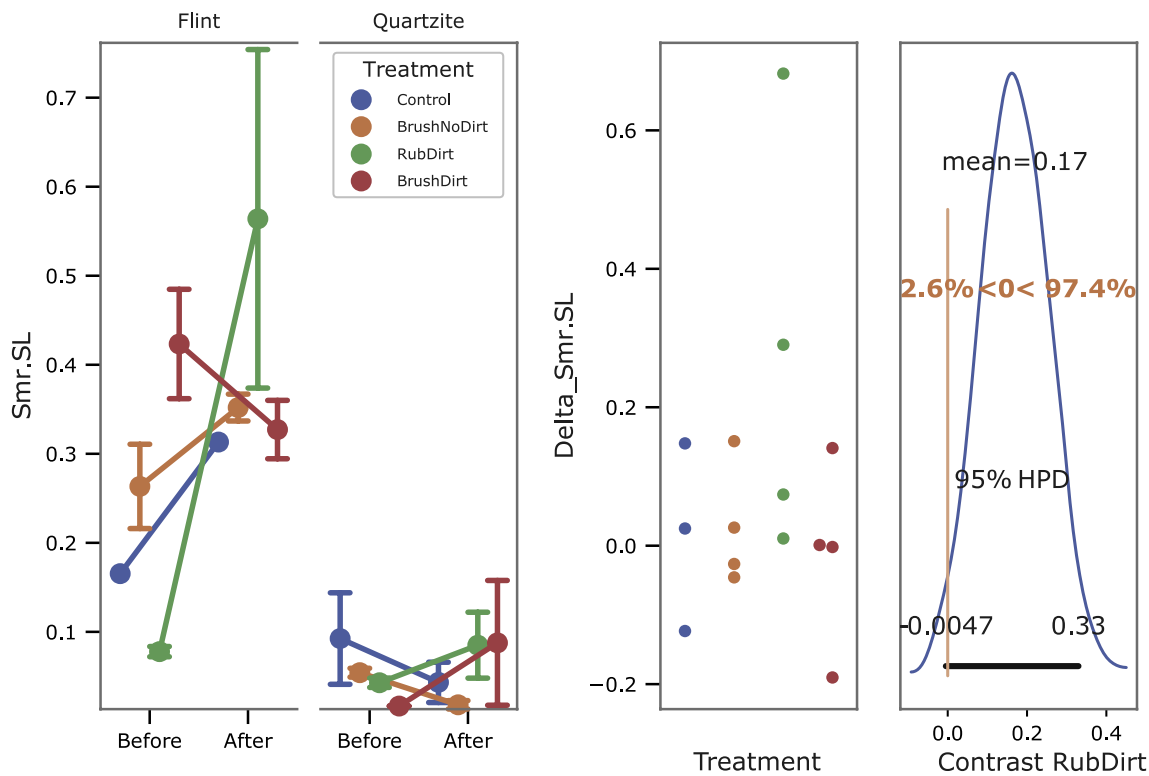 Flint
Quartzite
Smr.SL
0.7
0.6
0.5
0.4
0.3
0.2
0.1
Before
After
Before
After
Treatment
Control
BrushNoDirt
RubDirt
BrushDirt
Delta_Smr.SL
0.6
0.4
0.2
0.0
−0.2
Treatment
mean=0.17
2.6% <0< 97.4%
95% HPD
-0.0047
0.33
0.0
0.2
0.4
Contrast RubDirt